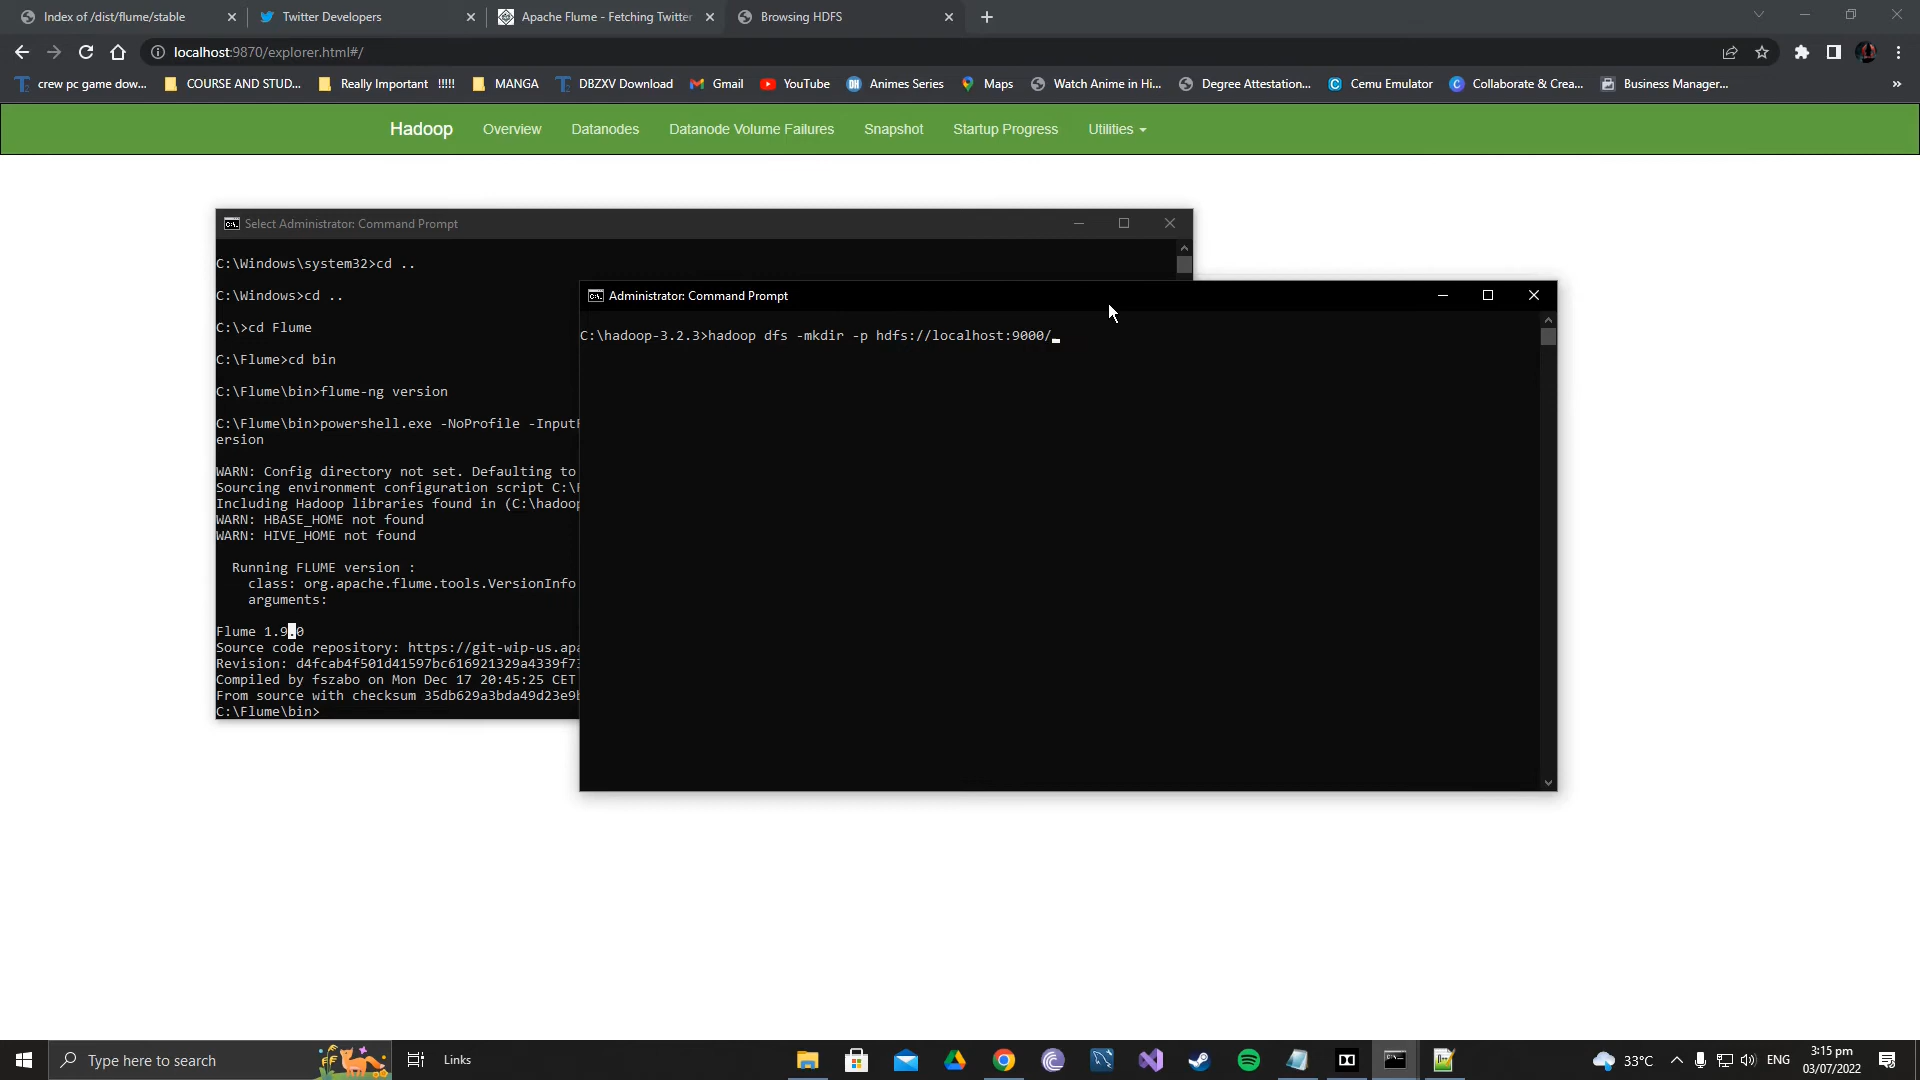 Index of /dist/flume/stable
Twitter Developers
Apache Flume - Fetching Twitter
Browsing HDFS
localhost:9870/explorer.html#/
crew pc game dow...
COURSE AND STUD...
Really Important !!!!!
MANGA
DBZXV Download
Gmail
YouTube
Animes Series
Maps
Watch Anime in Hi...
Degree Attestation...
Cemu Emulator
Collaborate & Crea...
Business Manager...
»
Hadoop
Overview
Datanodes
Datanode Volume Failures
Snapshot
Startup Progress
Utilities
Select Administrator: Command Prompt
C:\Windows\system32>cd ..
C:\Windows>cd ..
C:\>cd Flume
C:\Flume>cd bin
C:\Flume\bin>flume-ng version
C:\Flume\bin>powershell.exe -NoProfile -InputF
ersion
WARN: Config directory not set. Defaulting to
Sourcing environment configuration script C:\F
Including Hadoop libraries found in (C:\hadoop
WARN: HBASE_HOME not found
WARN: HIVE_HOME not found
Running FLUME version :
class: org.apache.flume.tools.VersionInfo
arguments:
Flume 1.9.0
Source code repository: https://git-wip-us.apa
Revision: d4fcab4f501d41597bc616921329a4339f73
Compiled by fszabo on Mon Dec 17 20:45:25 CET
From source with checksum 35db629a3bda49d23e9b
C:\Flume\bin>
Administrator: Command Prompt
C:\hadoop-3.2.3>hadoop dfs -mkdir -p hdfs://localhost:9000/
Type here to search
Links
33°C
ENG
3:15 pm
03/07/2022